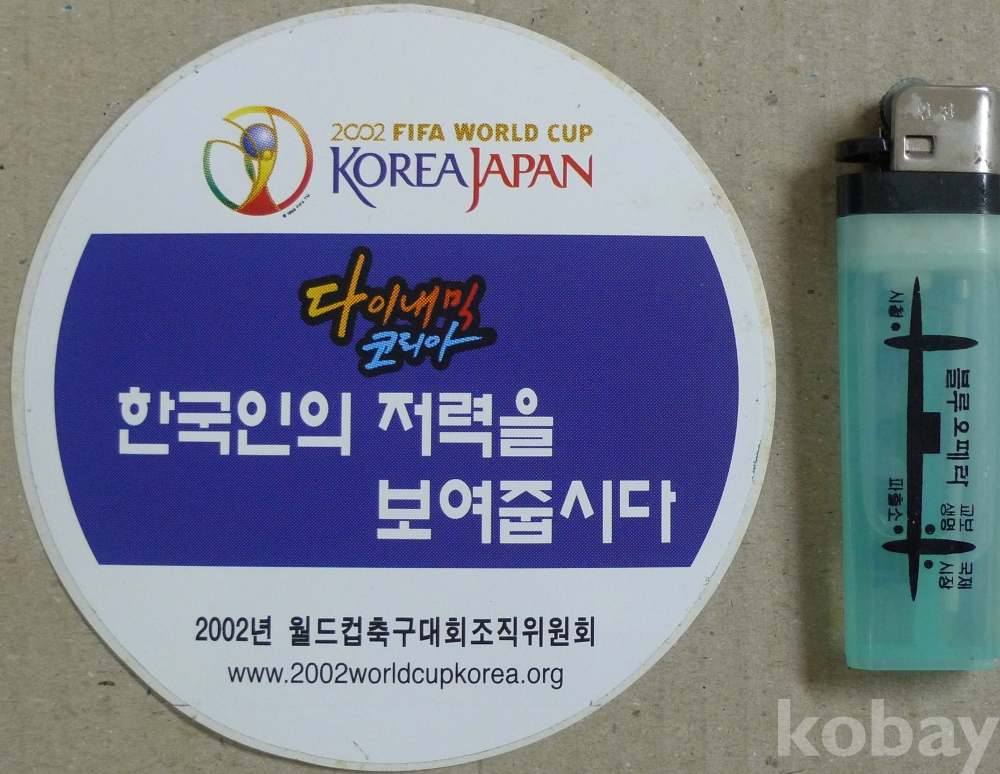 2002 FIFA WORLD CUP
KOREA JAPAN
© 1999 FIFA TM
다이내믹
코리아
한국인의 저력을
보여줍시다
2002년 월드컵축구대회조직위원회
www.2002worldcupkorea.org
시청
블루오페라
파출소
교보
생명
국제
시장
kobay